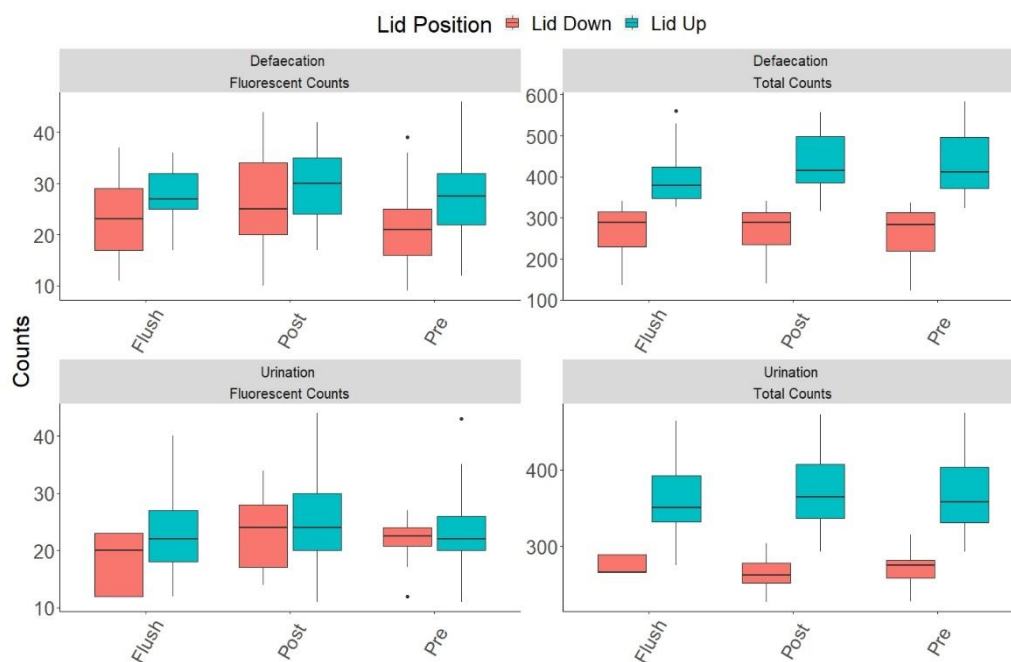 Lid Position Lid Down Lid Up
Defaecation
Fluorescent Counts
40
30
20
10
Flush Post Pre
Defaecation
Total Counts
600
500
400
300
200
100
Flush Post Pre
Counts
Urination
Fluorescent Counts
40
30
20
10
Flush Post Pre
Urination
Total Counts
400
300
Flush Post Pre